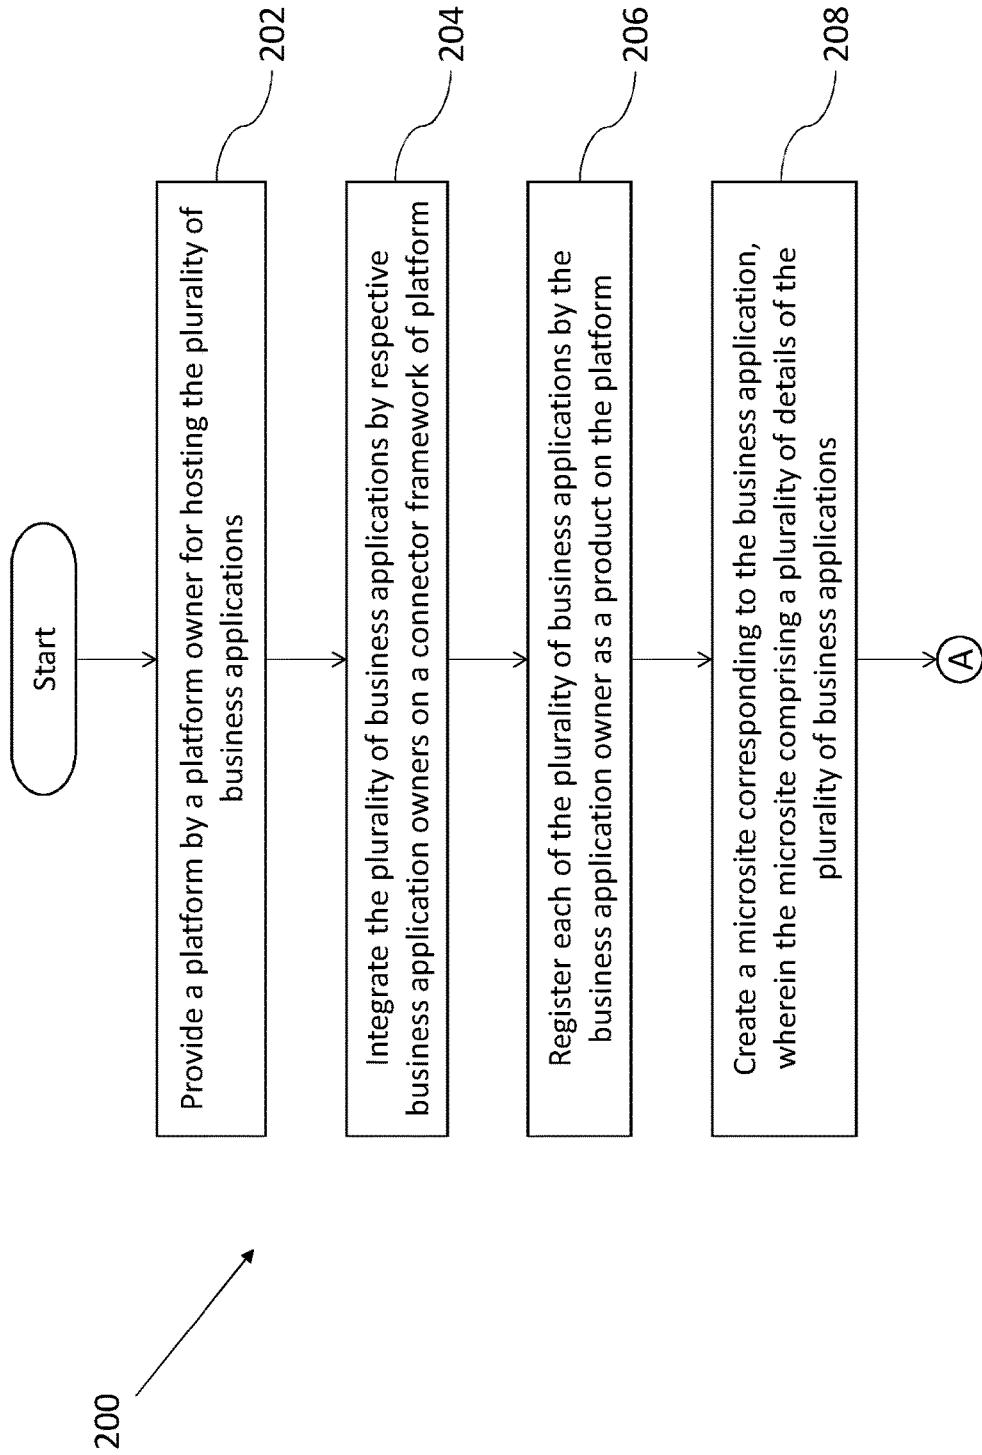 200
Start
Provide a platform by a platform owner for hosting the plurality of
business applications
202
Integrate the plurality of business applications by respective
business application owners on a connector framework of platform
204
Register each of the plurality of business applications by the
business application owner as a product on the platform
206
Create a microsite corresponding to the business application,
wherein the microsite comprising a plurality of details of the
plurality of business applications
208
A